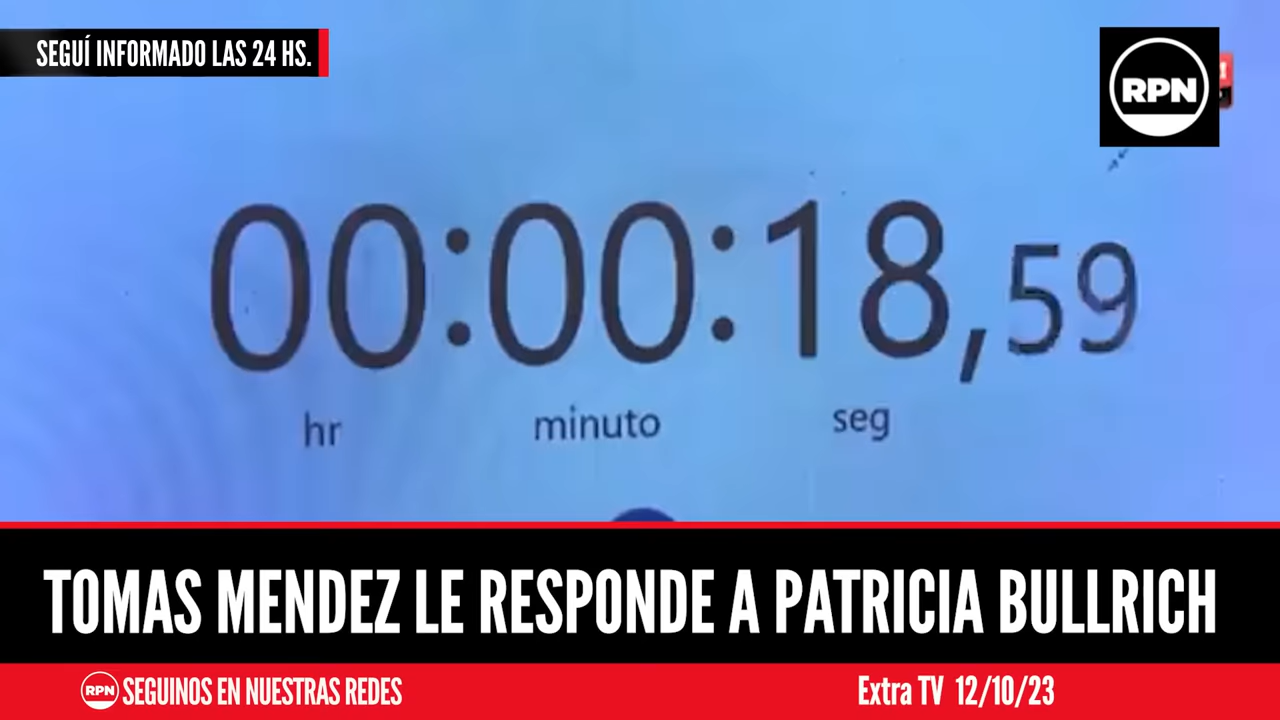 SEGUÍ INFORMADO LAS 24 HS.
RPN
00:00:18,59
hr minuto seg
TOMAS MENDEZ LE RESPONDE A PATRICIA BULLRICH
RPN SEGUINOS EN NUESTRAS REDES
Extra TV 12/10/23